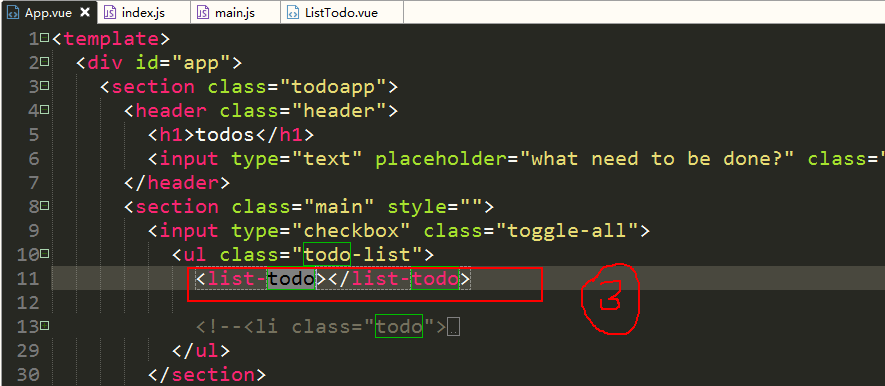 App.vue × index.js main.js ListTodo.vue
1 <template>
2 <div id="app">
3 <section class="todoapp">
4 <header class="header">
5 <h1>todos</h1>
6 <input type="text" placeholder="what need to be done?" class="
7 </header>
8 <section class="main" style="">
9 <input type="checkbox" class="toggle-all">
10 <ul class="todo-list">
11 <list-todo></list-todo>
12
3
13 <!--<li class="todo">..
29 </ul>
30 </section>